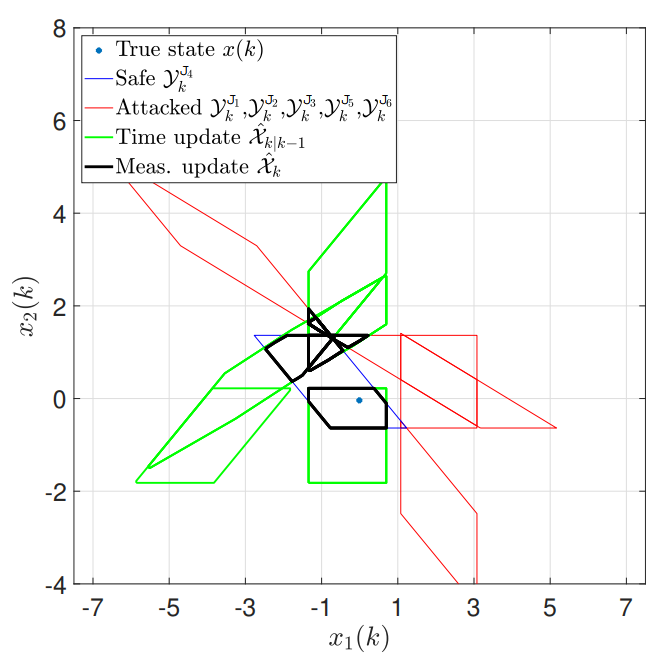 True state x(k)
Safe 𝒴_k^{J_4}
Attacked 𝒴_k^{J_1},𝒴_k^{J_2},𝒴_k^{J_3},𝒴_k^{J_5},𝒴_k^{J_6}
Time update 𝒳̂_{k|k−1}
Meas. update 𝒳̂_k
8
6
4
2
0
-2
-4
-7 -5 -3 -1 1 3 5 7
x_1(k)
x_2(k)